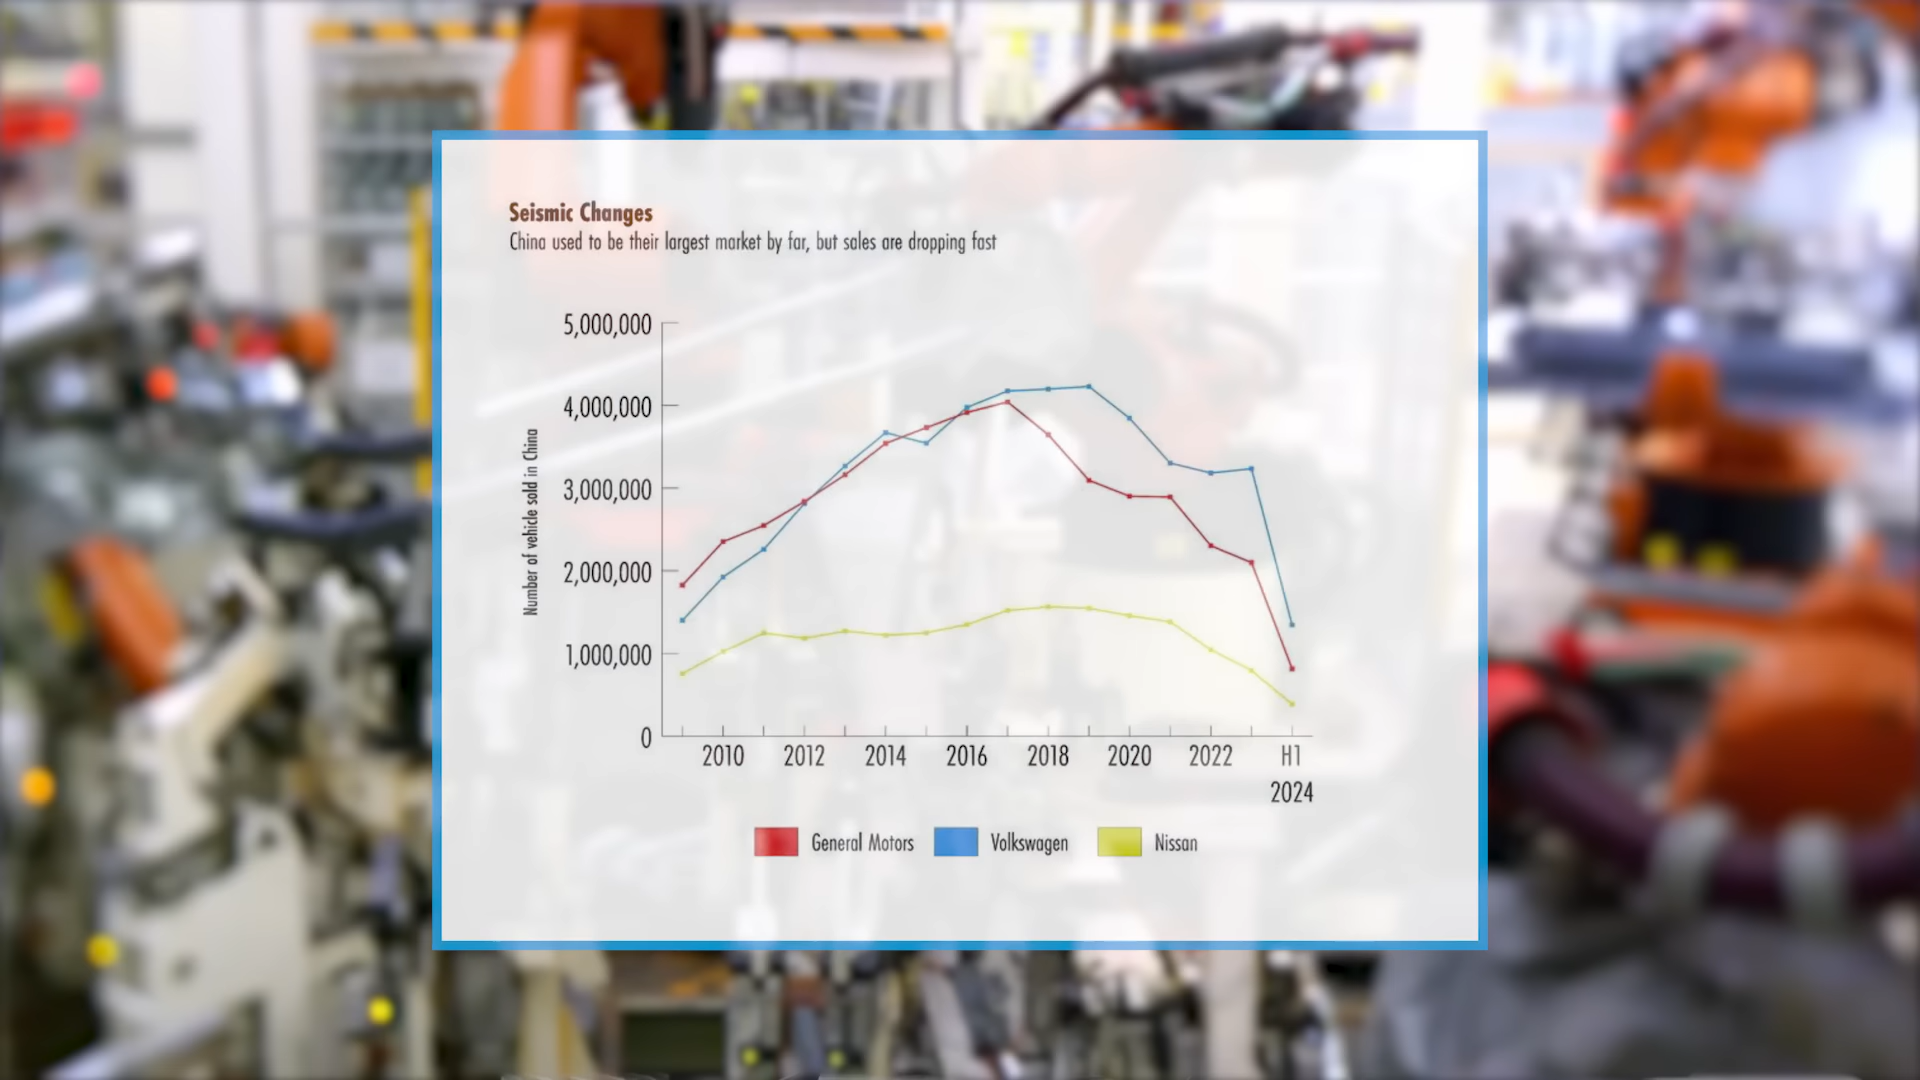 Seismic Changes
China used to be their largest market by far, but sales are dropping fast
Number of vehicle sold in China
5,000,000
4,000,000
3,000,000
2,000,000
1,000,000
0
2010 2012 2014 2016 2018 2020 2022 H1
2024
General Motors Volkswagen Nissan